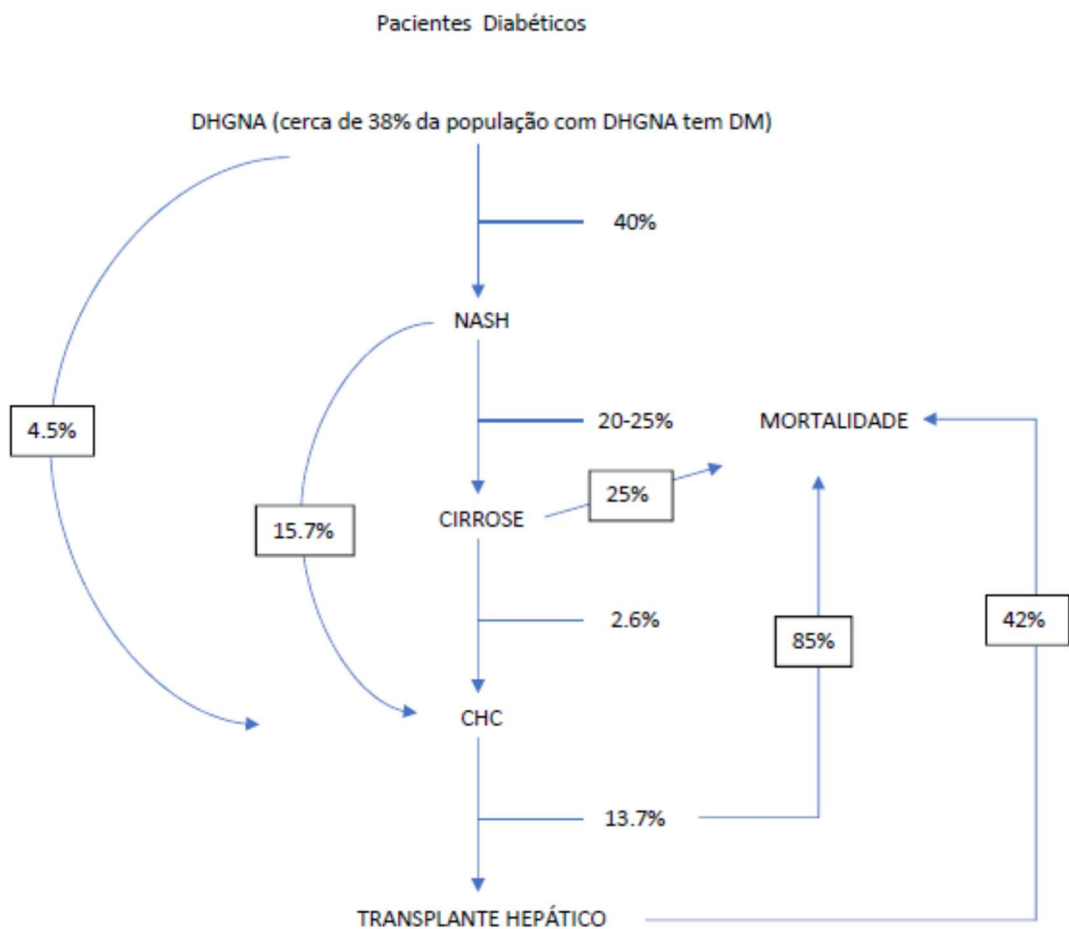 Pacientes Diabéticos
DHGNA (cerca de 38% da população com DHGNA tem DM)
40%
NASH
4.5%
20-25%
MORTALIDADE
25%
CIRROSE
15.7%
2.6%
85%
42%
CHC
13.7%
TRANSPLANTE HEPÁTICO